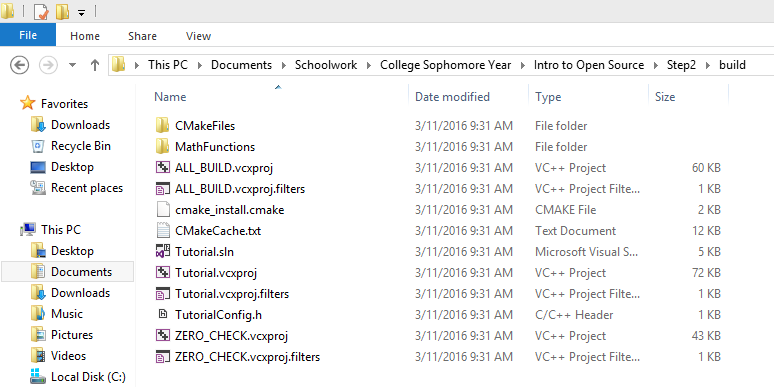 File Home Share View
This PC Documents Schoolwork College Sophomore Year Intro to Open Source Step2 build
Name Date modified Type Size
Favorites
Downloads
Recycle Bin
Desktop
Recent places
This PC
Desktop
Documents
Downloads
Music
Pictures
Videos
Local Disk (C:)
CMakeFiles 3/11/2016 9:31 AM File folder
MathFunctions 3/11/2016 9:31 AM File folder
ALL_BUILD.vcxproj 3/11/2016 9:31 AM VC++ Project 60 KB
ALL_BUILD.vcxproj.filters 3/11/2016 9:31 AM VC++ Project Filte... 1 KB
cmake_install.cmake 3/11/2016 9:31 AM CMAKE File 2 KB
CMakeCache.txt 3/11/2016 9:31 AM Text Document 12 KB
Tutorial.sln 3/11/2016 9:31 AM Microsoft Visual S... 5 KB
Tutorial.vcxproj 3/11/2016 9:31 AM VC++ Project 72 KB
Tutorial.vcxproj.filters 3/11/2016 9:31 AM VC++ Project Filte... 1 KB
TutorialConfig.h 3/11/2016 9:31 AM C/C++ Header 1 KB
ZERO_CHECK.vcxproj 3/11/2016 9:31 AM VC++ Project 43 KB
ZERO_CHECK.vcxproj.filters 3/11/2016 9:31 AM VC++ Project Filte... 1 KB